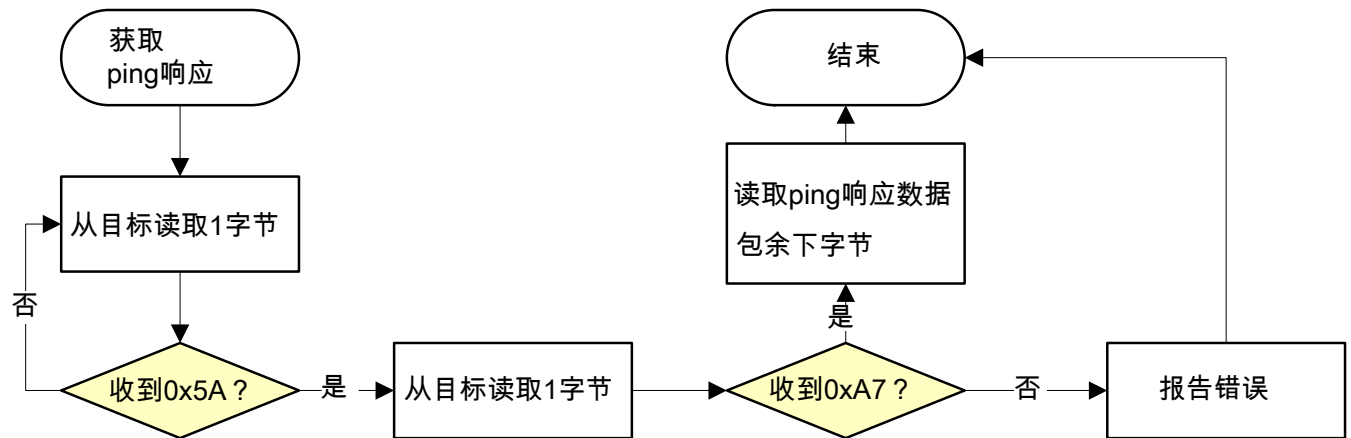 获取
ping响应
从目标读取1字节
否
收到0x5A？
是
从目标读取1字节
收到0xA7？
是
读取ping响应数据
包余下字节
结束
否
报告错误